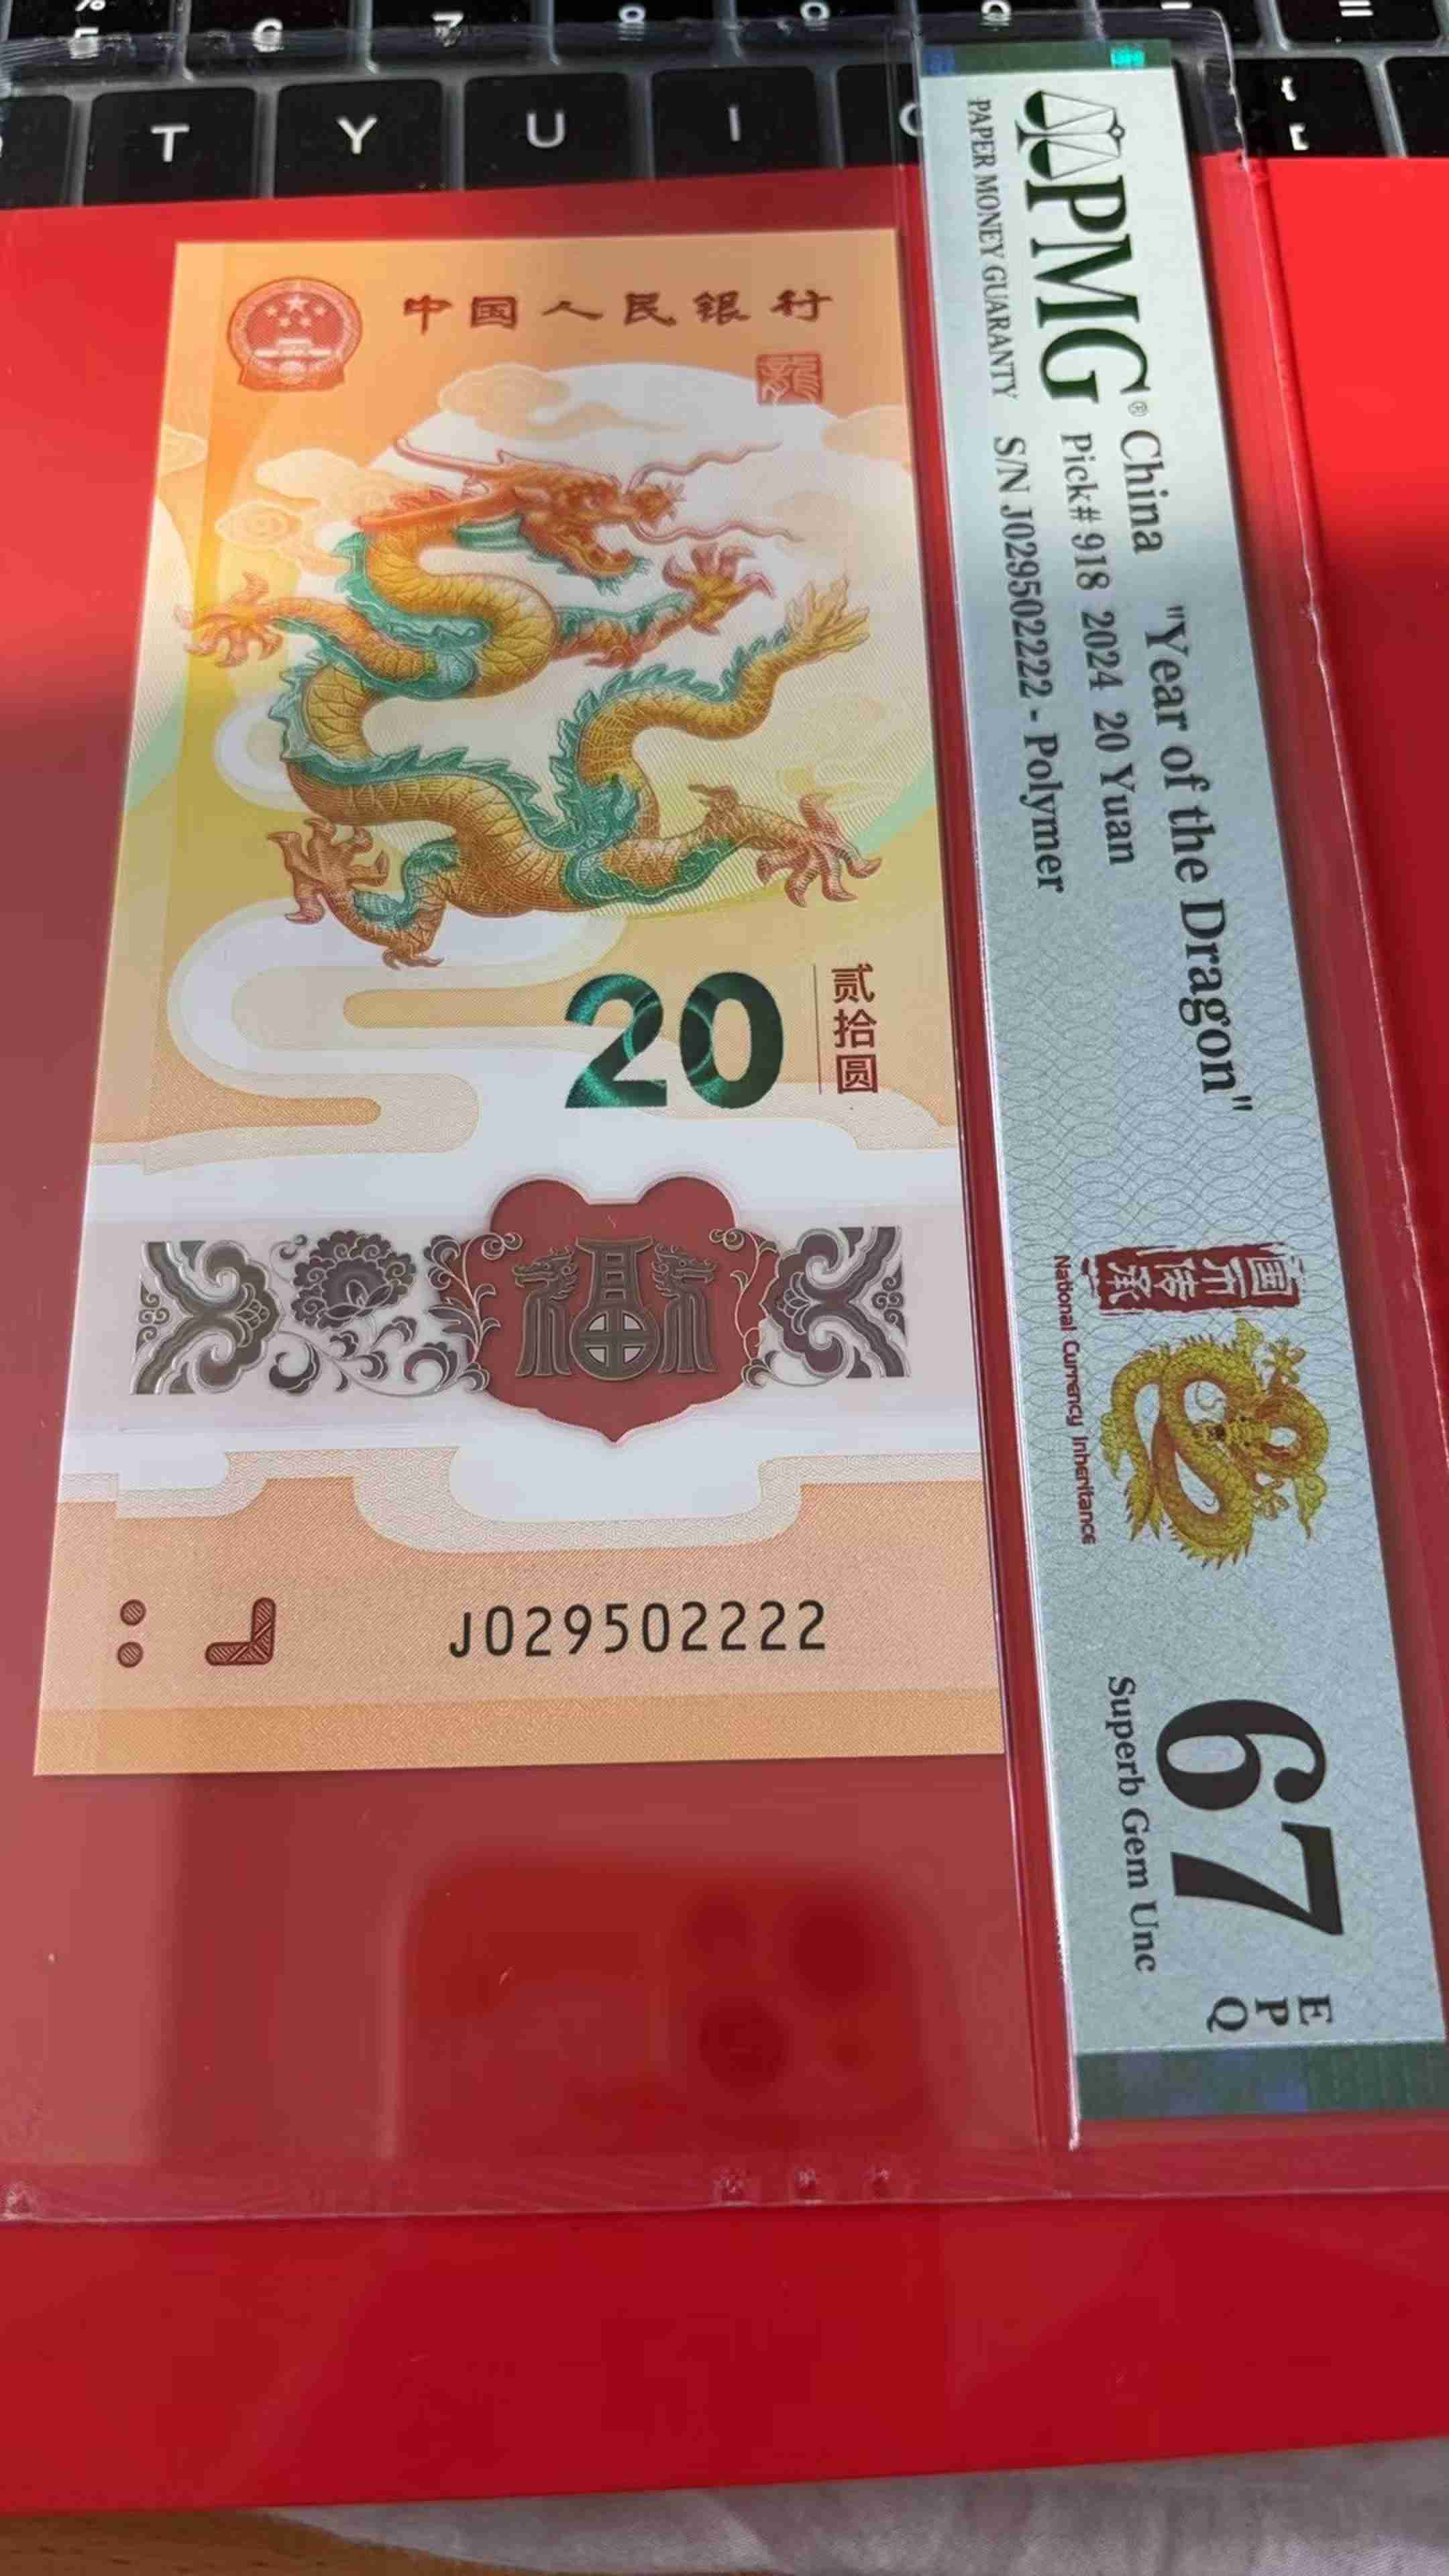 T Y U I
中国人民银行
龍
20
贰拾圆
福
J029502222
PMG®
PAPER MONEY GUARANTY
China "Year of the Dragon"
Pick# 918 2024 20 Yuan
S/N J029502222 - Polymer
国币传承
National Currency Inheritance
67
EPQ
Superb Gem Unc